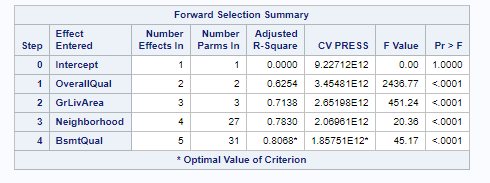 Forward Selection Summary
Step Effect Entered Number Effects In Number Parms In Adjusted R-Square CV PRESS F Value Pr > F
0 Intercept 1 1 0.0000 9.22712E12 0.00 1.0000
1 OverallQual 2 2 0.6254 3.45481E12 2436.77 <.0001
2 GrLivArea 3 3 0.7138 2.65198E12 451.24 <.0001
3 Neighborhood 4 27 0.7830 2.06961E12 20.36 <.0001
4 BsmtQual 5 31 0.8068* 1.85751E12* 45.17 <.0001
* Optimal Value of Criterion